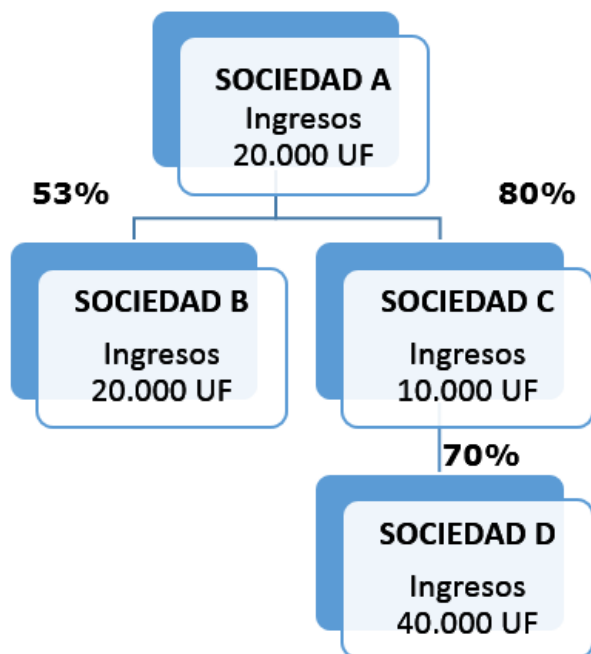 SOCIEDAD A
Ingresos
20.000 UF
53%
80%
SOCIEDAD B
Ingresos
20.000 UF
SOCIEDAD C
Ingresos
10.000 UF
70%
SOCIEDAD D
Ingresos
40.000 UF